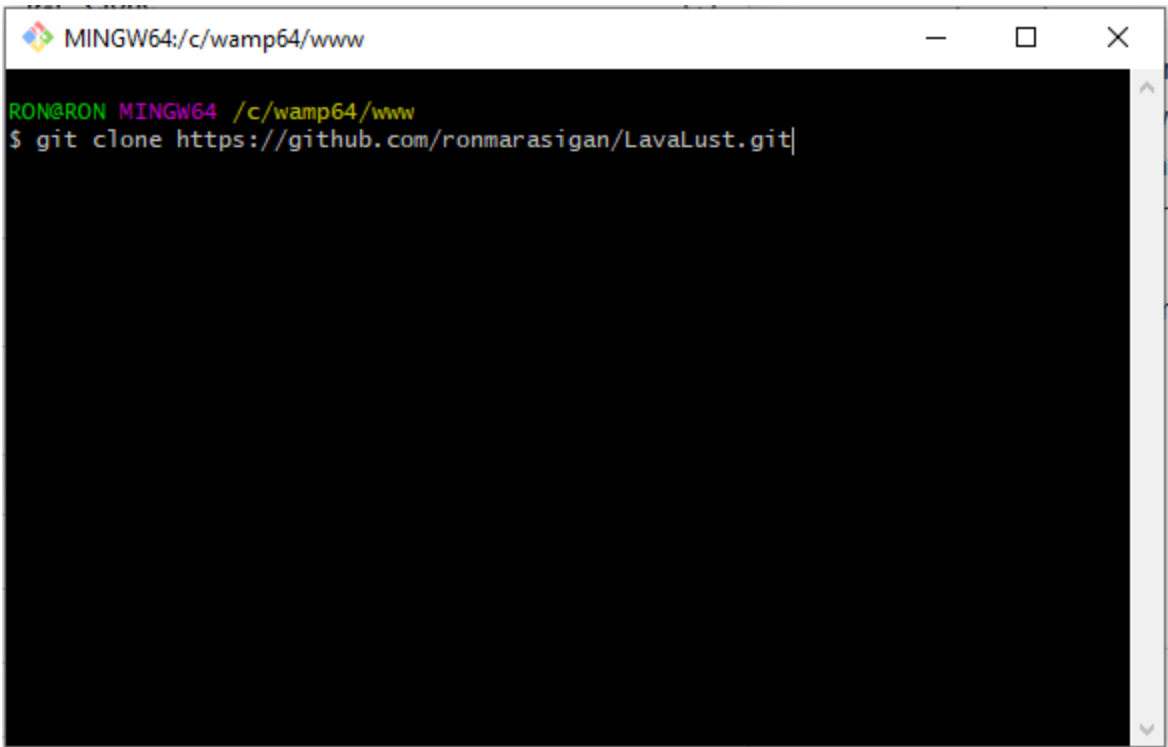 MINGW64:/c/wamp64/www
RON@RON MINGW64 /c/wamp64/www
$ git clone https://github.com/ronmarasigan/LavaLust.git